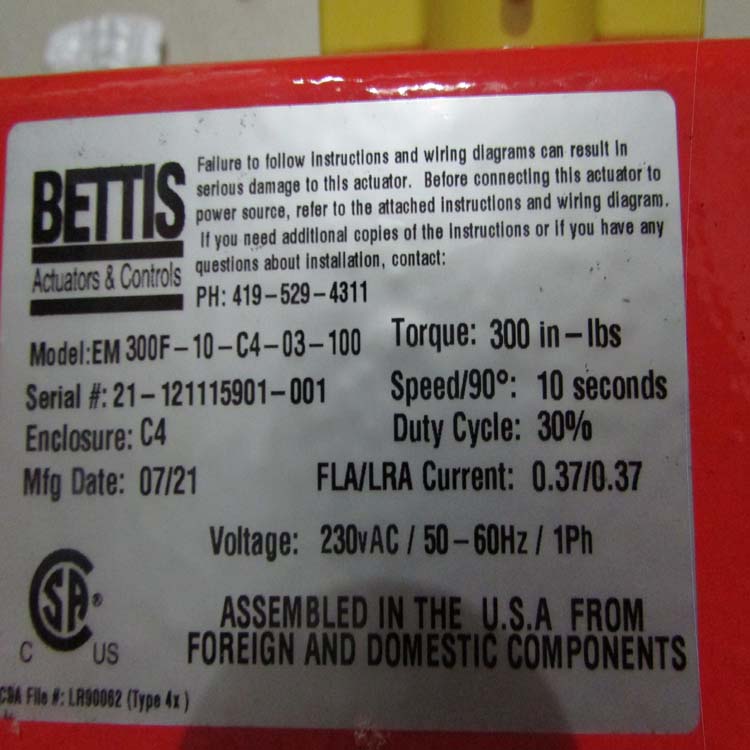 BETTIS
Actuators & Controls
Failure to follow instructions and wiring diagrams can result in
serious damage to this actuator. Before connecting this actuator to
power source, refer to the attached instructions and wiring diagram.
If you need additional copies of the instructions or if you have any
questions about installation, contact:
PH: 419-529-4311
Model:EM 300F-10-C4-03-100
Torque: 300 in-lbs
Serial #: 21-121115901-001
Speed/90°: 10 seconds
Enclosure: C4
Duty Cycle: 30%
Mfg Date: 07/21
FLA/LRA Current: 0.37/0.37
Voltage: 230vAC / 50-60Hz / 1Ph
SA®
C US
ASSEMBLED IN THE U.S.A FROM
FOREIGN AND DOMESTIC COMPONENTS
CSA File #: LR90062 (Type 4x)